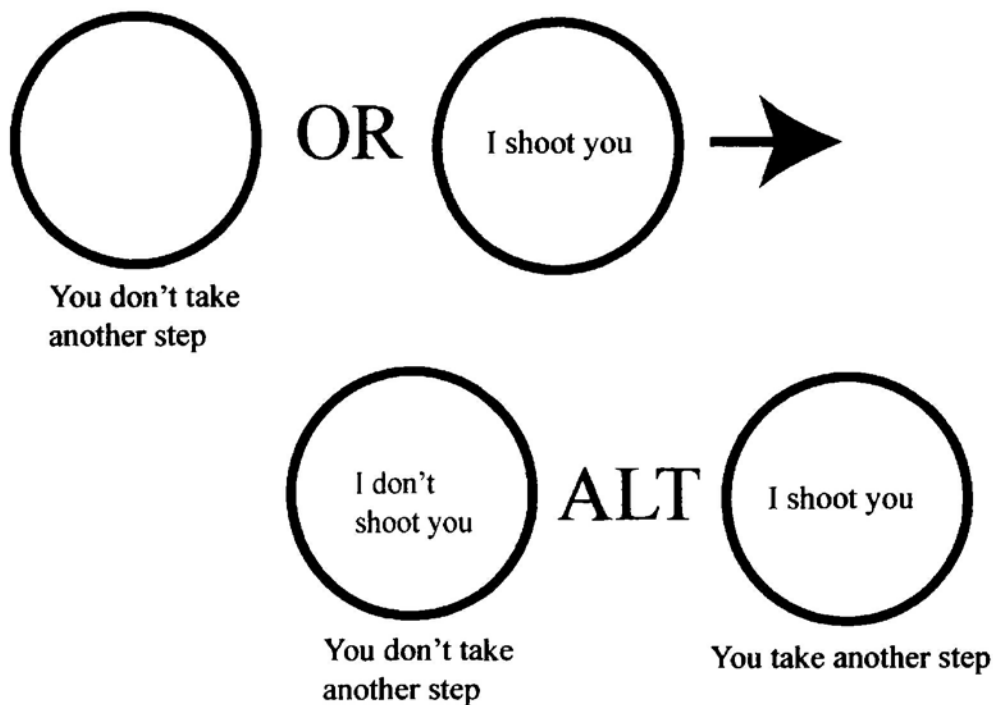 OR
I shoot you
You don't take
another step
I don't
shoot you
ALT
I shoot you
You don't take
another step
You take another step